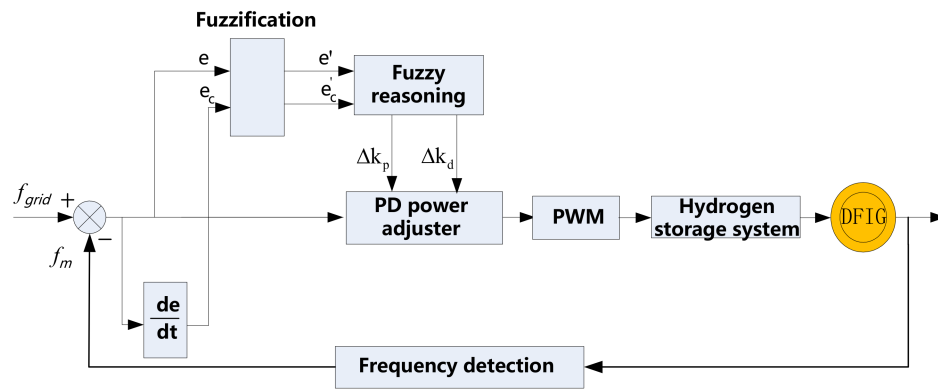 Fuzzification
e
e'
e_c
e'_c
Fuzzy
reasoning
Δk_p
Δk_d
f_grid
+
−
f_m
PD power
adjuster
PWM
Hydrogen
storage system
DFIG
de
dt
Frequency detection